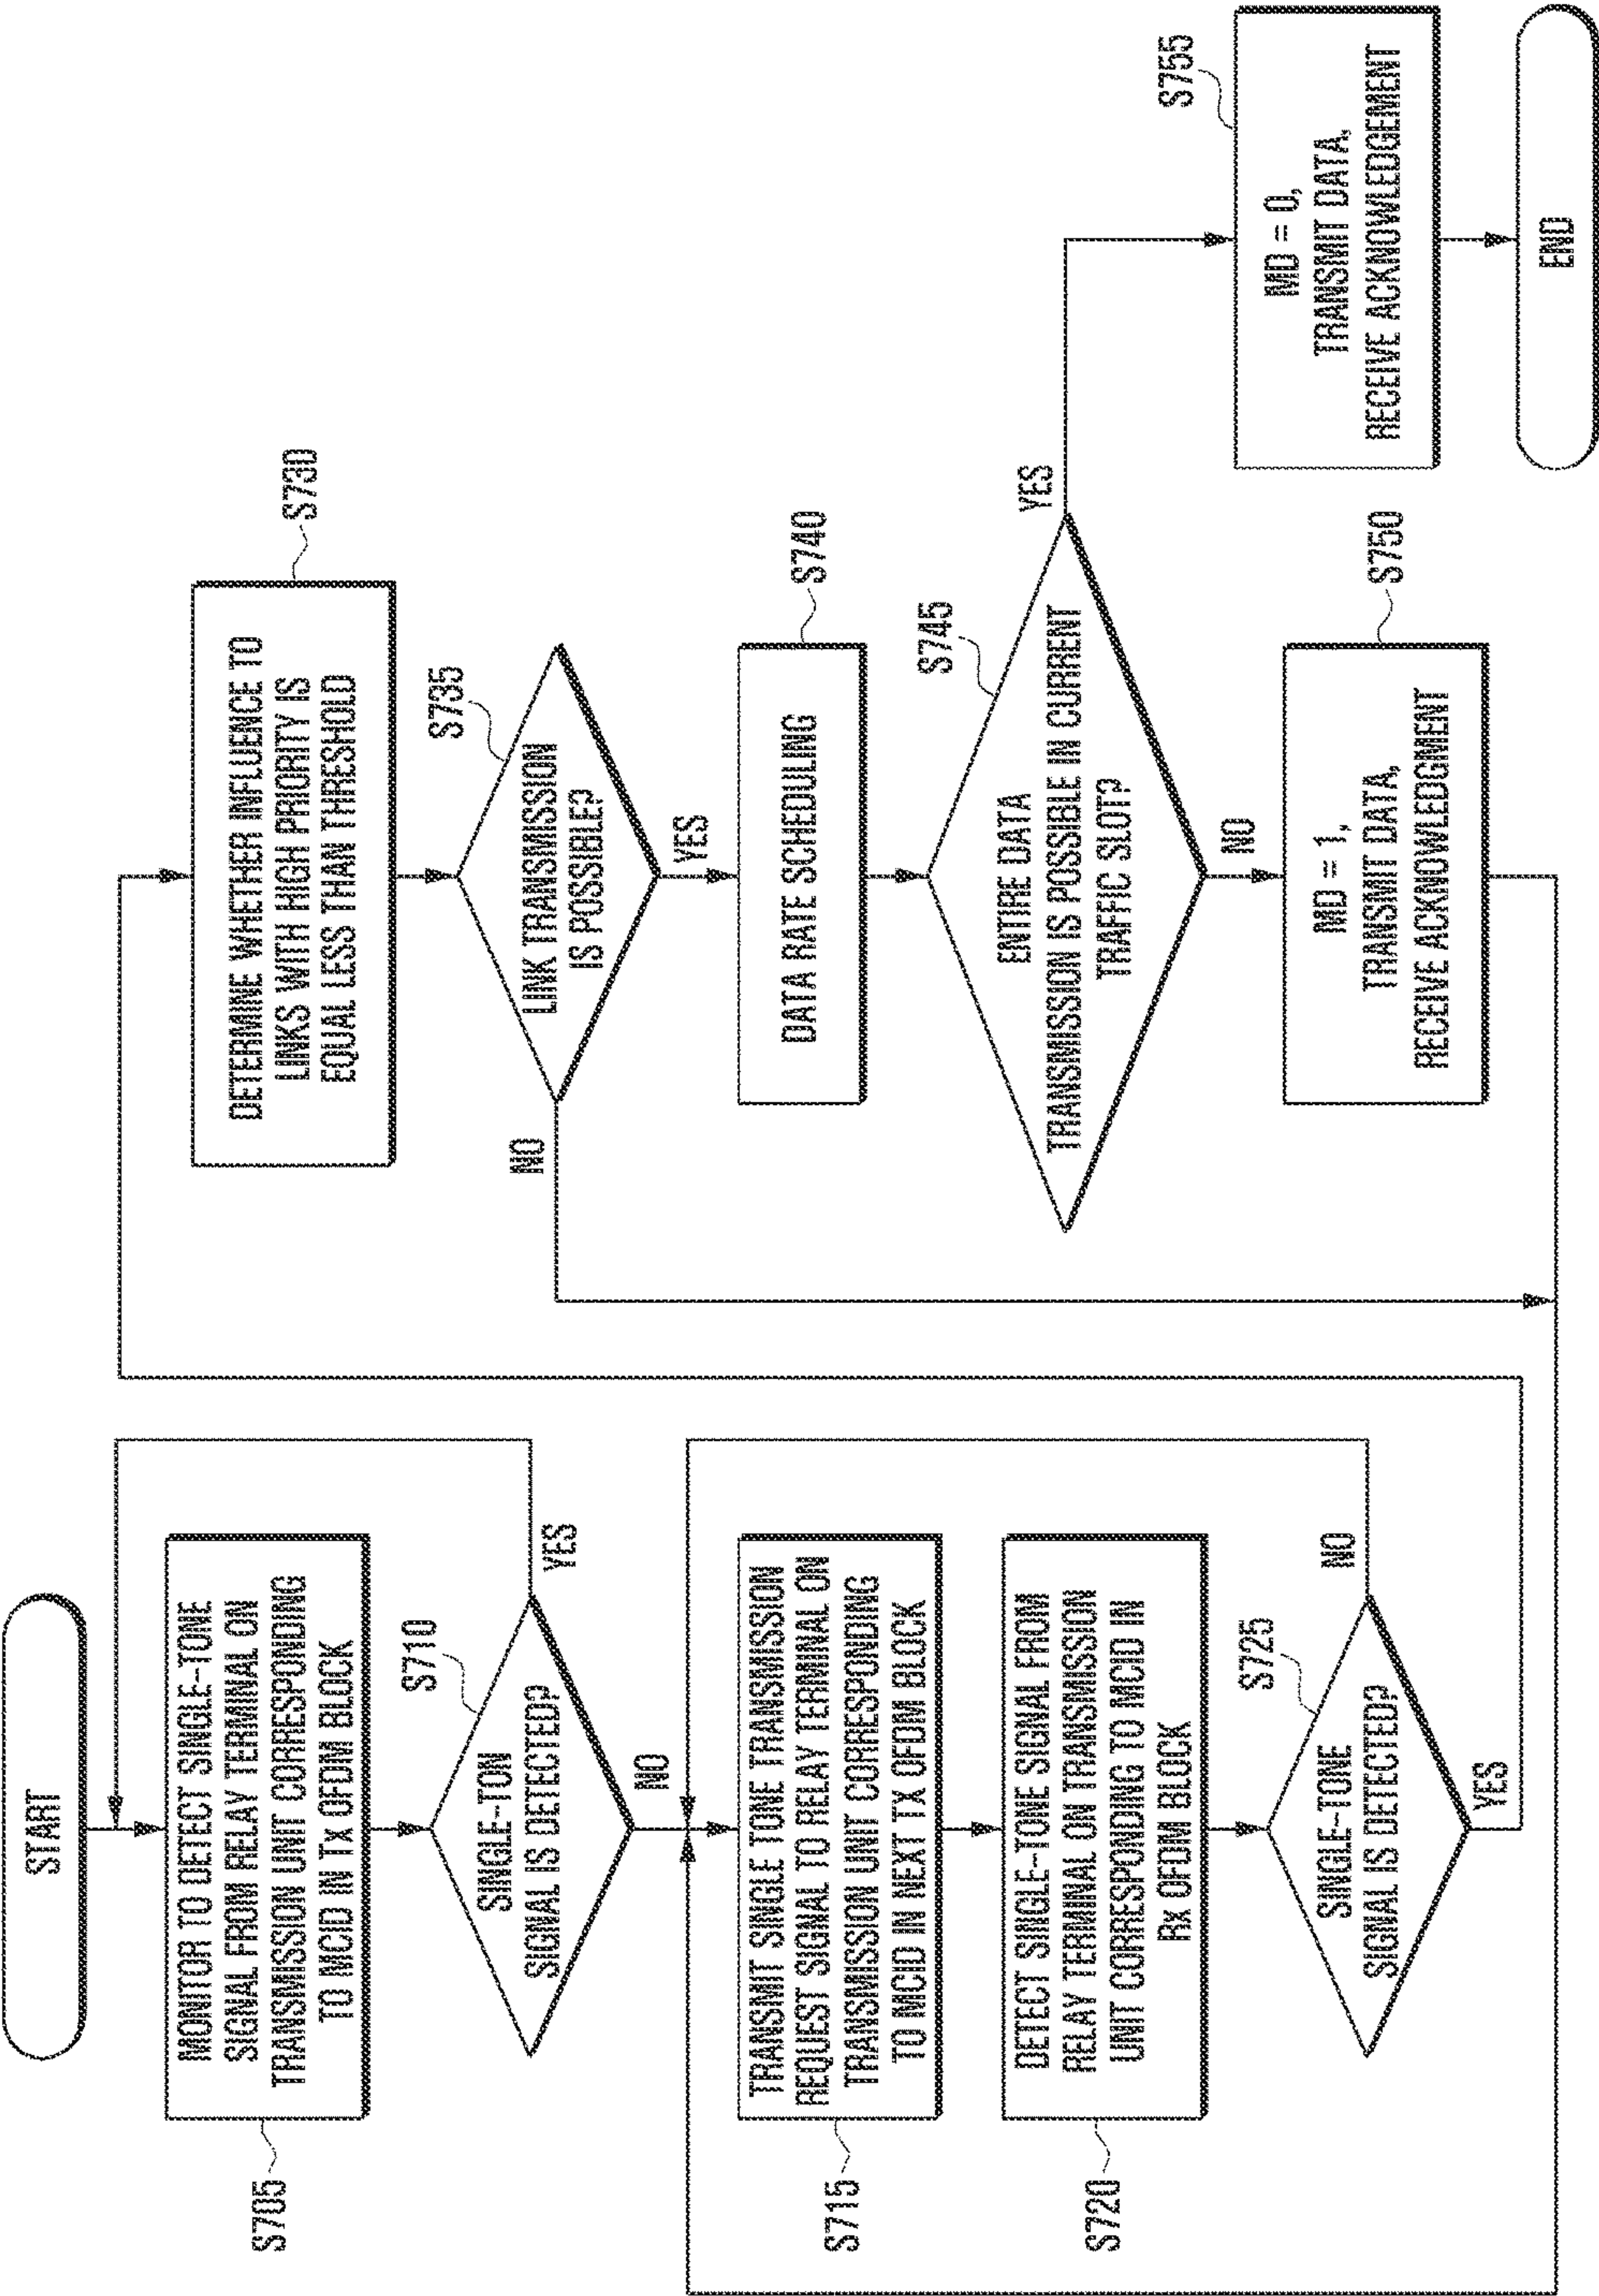 START
S705
MONITOR TO DETECT SINGLE-TONE
SIGNAL FROM RELAY TERMINAL ON
TRANSMISSION UNIT CORRESPONDING
TO MCID IN Tx OFDM BLOCK
S710
SINGLE-TON
SIGNAL IS DETECTED?
YES
NO
S715
TRANSMIT SINGLE TONE TRANSMISSION
REQUEST SIGNAL TO RELAY TERMINAL ON
TRANSMISSION UNIT CORRESPONDING
TO MCID IN NEXT TX OFDM BLOCK
S720
DETECT SINGLE-TONE SIGNAL FROM
RELAY TERMINAL ON TRANSMISSION
UNIT CORRESPONDING TO MCID IN
Rx OFDM BLOCK
S725
SINGLE-TONE
SIGNAL IS DETECTED?
NO
YES
S730
DETERMINE WHETHER INFLUENCE TO
LINKS WITH HIGH PRIORITY IS
EQUAL LESS THAN THRESHOLD
S735
LINK TRANSMISSION
IS POSSIBLE?
NO
YES
S740
DATA RATE SCHEDULING
S745
ENTIRE DATA
TRANSMISSION IS POSSIBLE IN CURRENT
TRAFFIC SLOT?
YES
NO
S750
MD = 1,
TRANSMIT DATA,
RECEIVE ACKNOWLEDGMENT
S755
MD = 0,
TRANSMIT DATA,
RECEIVE ACKNOWLEDGEMENT
END